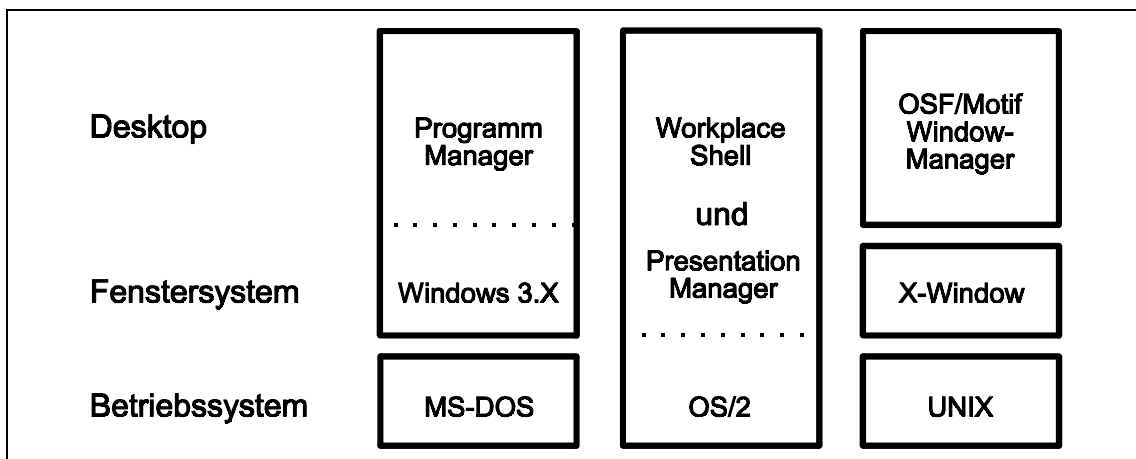 Desktop
Programm
Manager
Workplace
Shell
und
Presentation
Manager
OSF/Motif
Window-
Manager
Fenstersystem
Windows 3.X
X-Window
Betriebssystem
MS-DOS
OS/2
UNIX